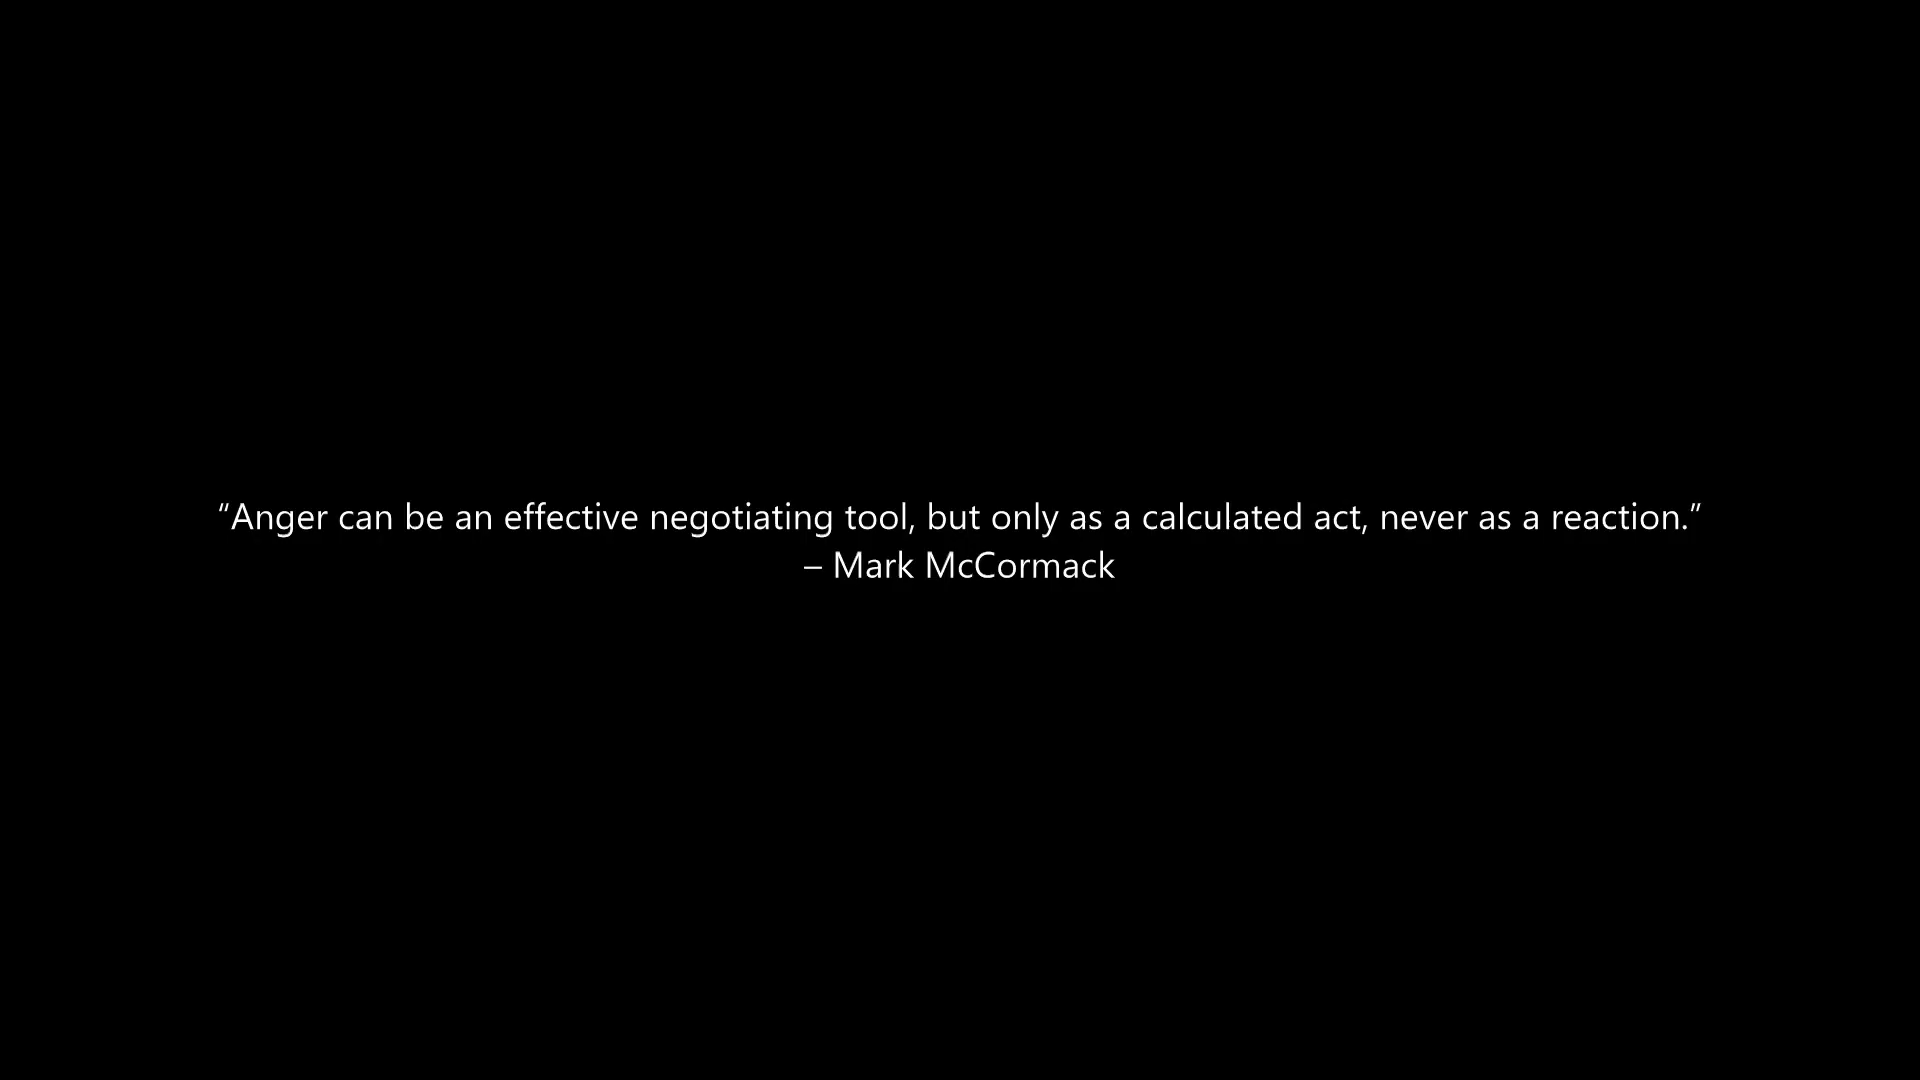 “Anger can be an effective negotiating tool, but only as a calculated act, never as a reaction.”
– Mark McCormack